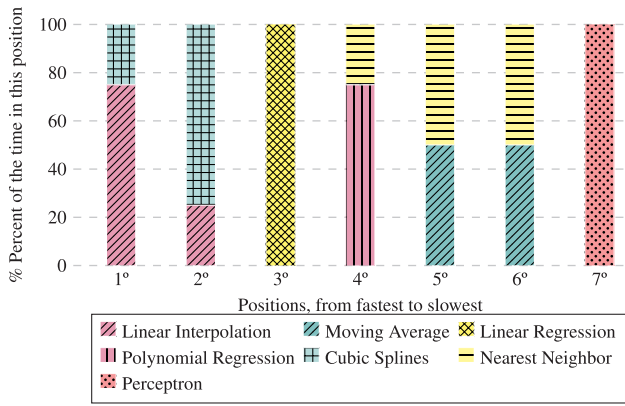 % Percent of the time in this position
100
80
60
40
20
0
1º 2º 3º 4º 5º 6º 7º
Positions, from fastest to slowest
Linear Interpolation Moving Average Linear Regression
Polynomial Regression Cubic Splines Nearest Neighbor
Perceptron